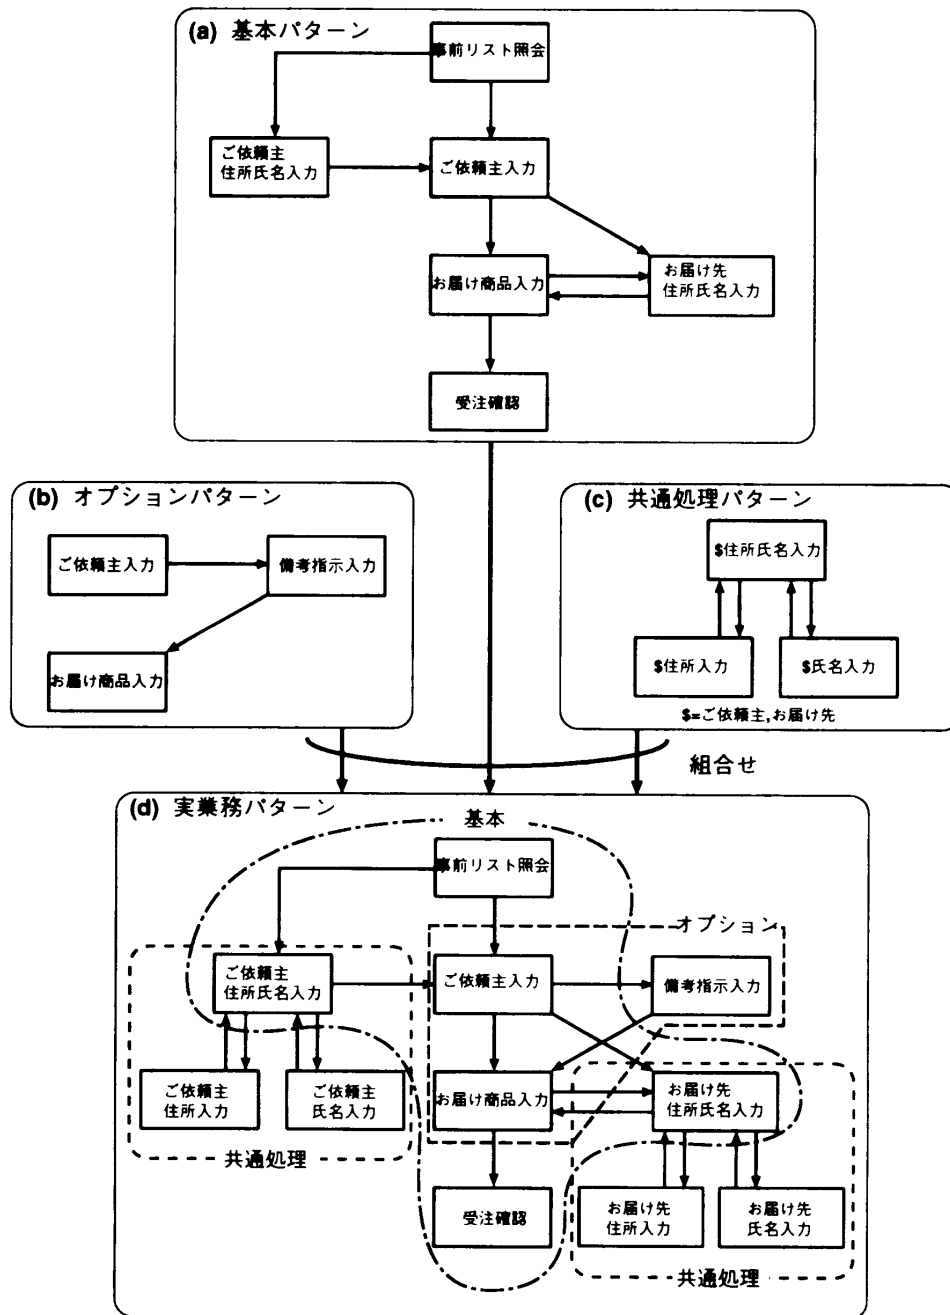 (a) 基本パターン
事前リスト照会
ご依頼主
住所氏名入力
ご依頼主入力
お届け商品入力
お届け先
住所氏名入力
受注確認
(b) オプションパターン
ご依頼主入力
備考指示入力
お届け商品入力
(c) 共通処理パターン
$住所氏名入力
$住所入力
$氏名入力
$=ご依頼主,お届け先
組合せ
(d) 実業務パターン
基本
事前リスト照会
オプション
ご依頼主
住所氏名入力
ご依頼主入力
備考指示入力
ご依頼主
住所入力
ご依頼主
氏名入力
お届け商品入力
お届け先
住所氏名入力
共通処理
受注確認
お届け先
住所入力
お届け先
氏名入力
共通処理